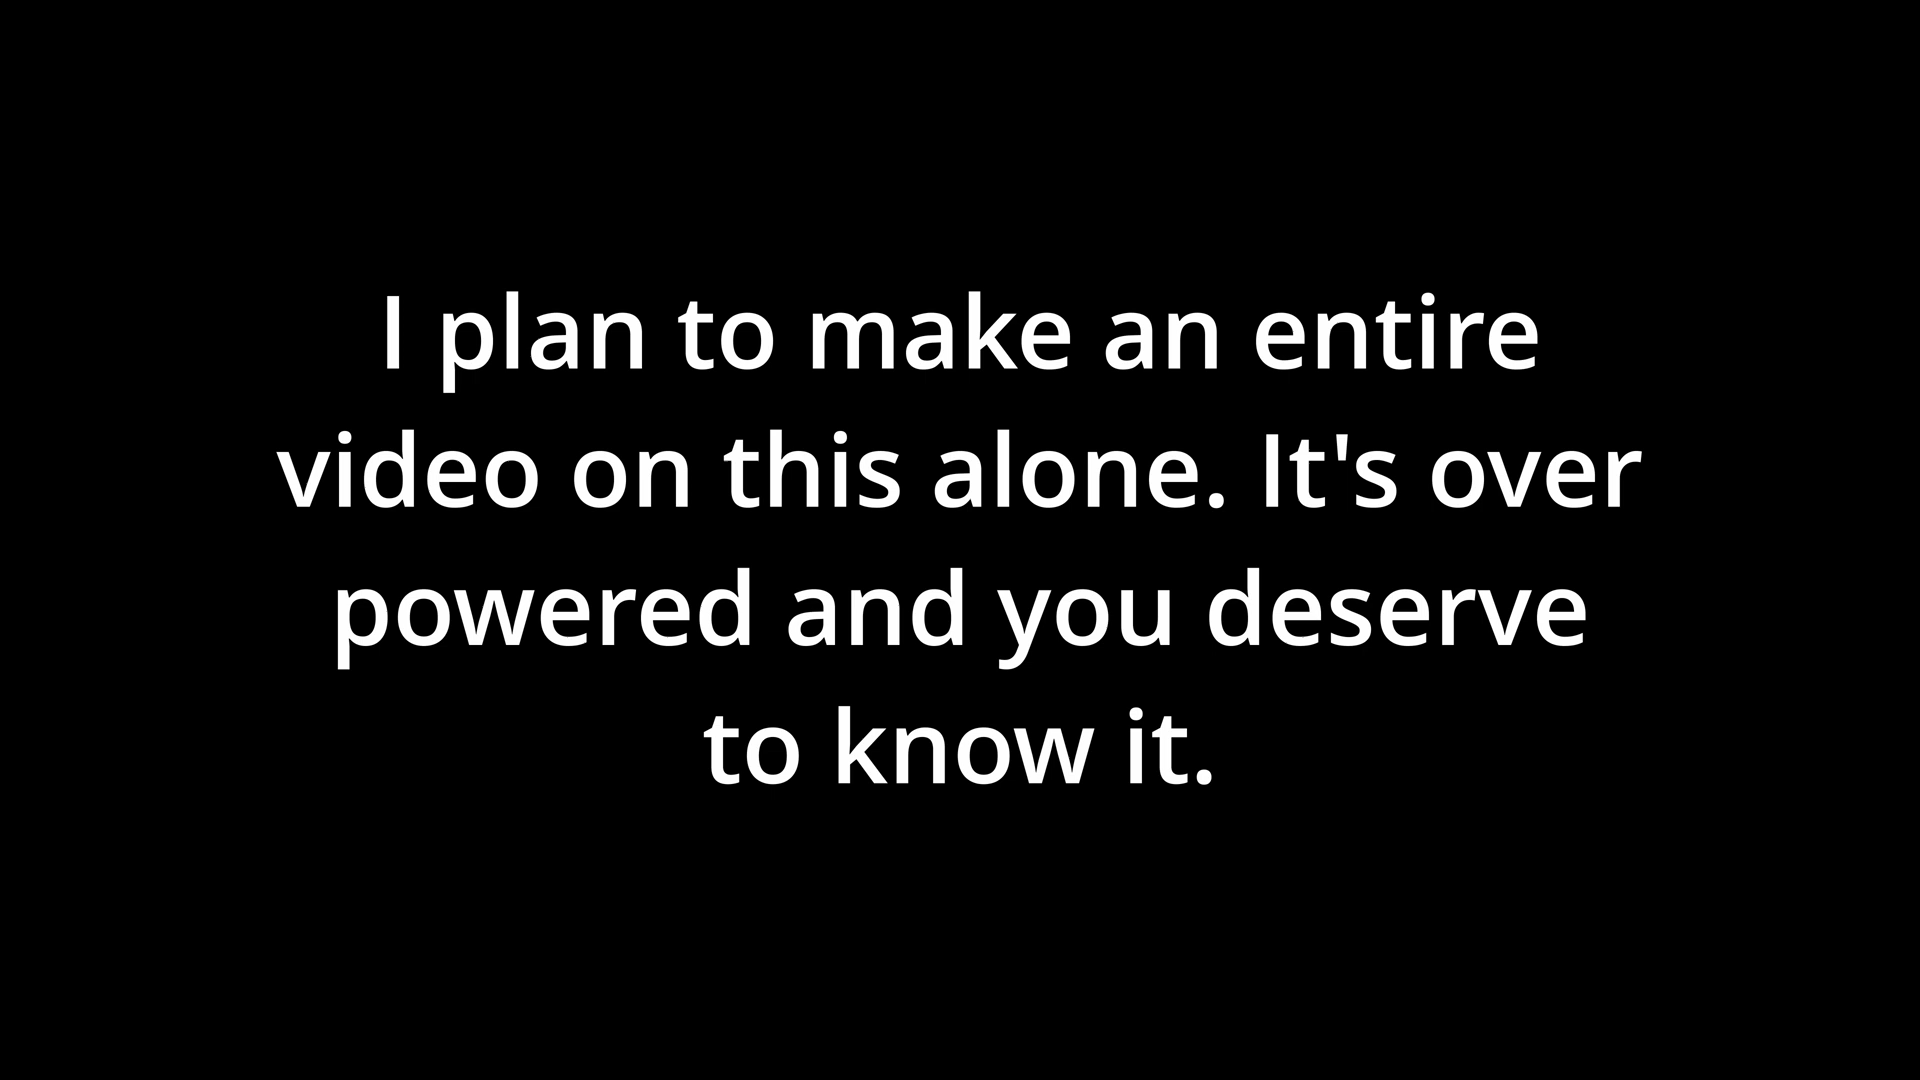 I plan to make an entire
video on this alone. It's over
powered and you deserve
to know it.